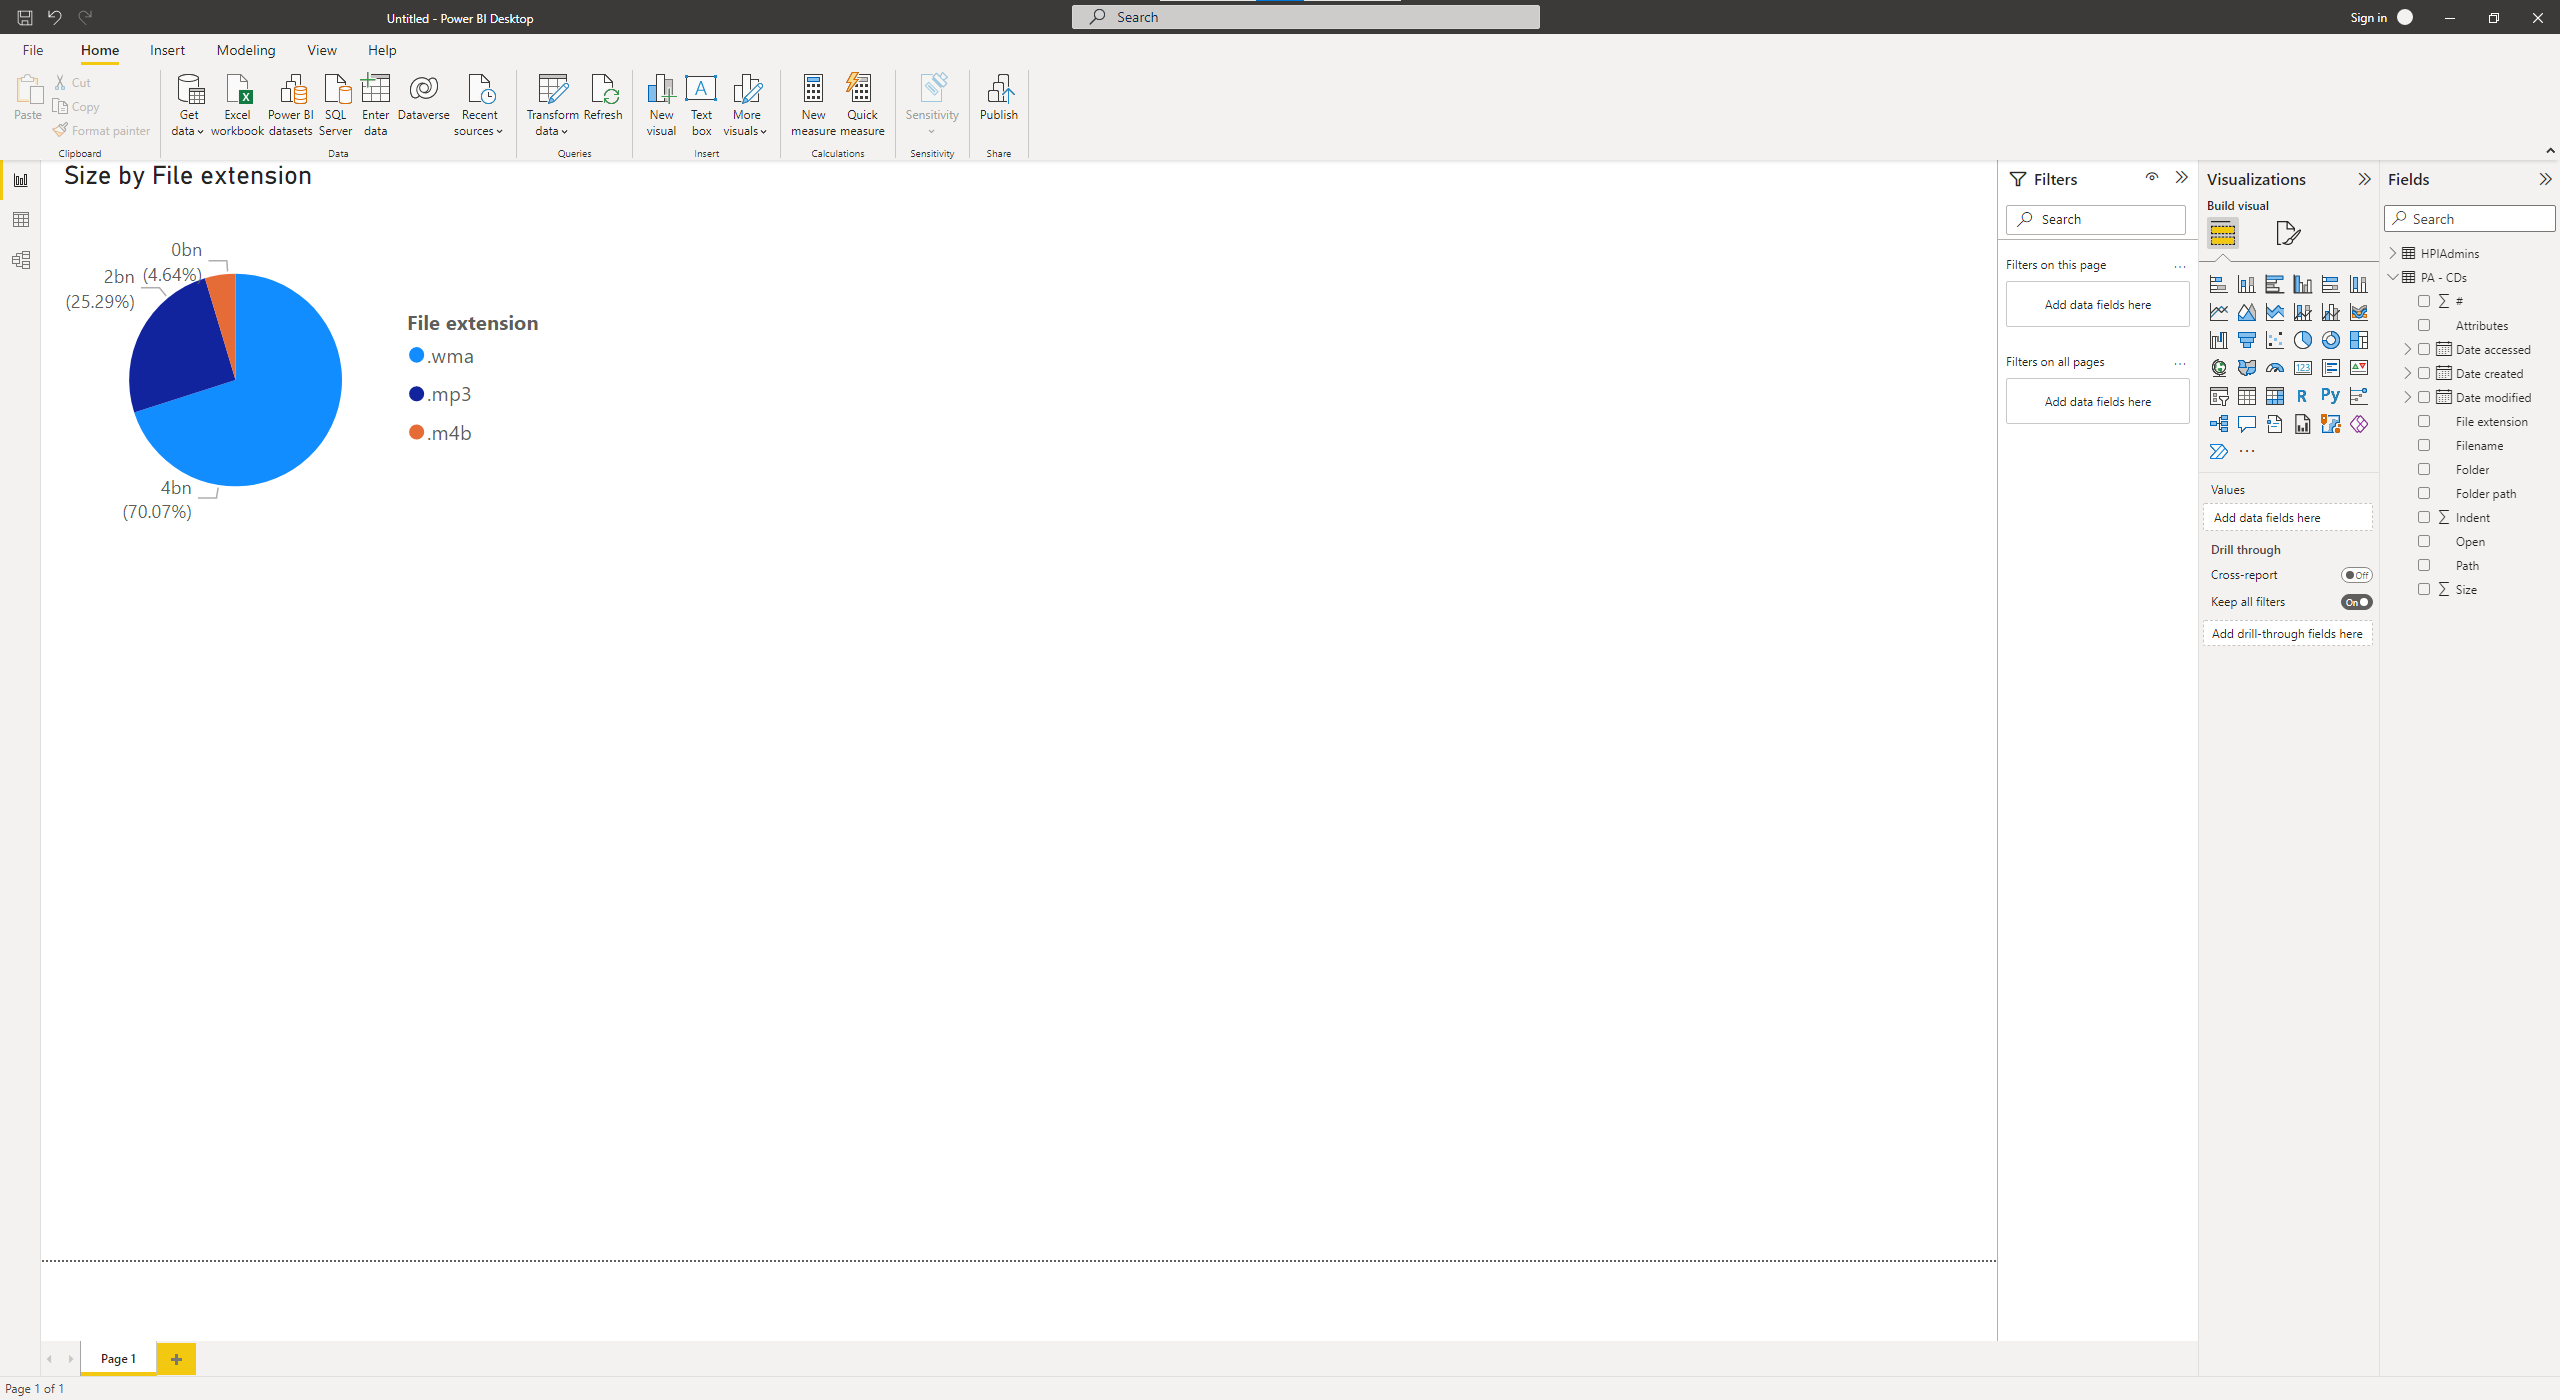 Untitled - Power BI Desktop
Search
Sign in
File
Home
Insert
Modeling
View
Help
Paste
Cut
Copy
Format painter
Clipboard
Get data
Excel workbook
Power BI datasets
SQL Server
Enter data
Dataverse
Recent sources
Data
Transform data
Refresh
Queries
New visual
Text box
More visuals
Insert
New measure
Quick measure
Calculations
Sensitivity
Sensitivity
Publish
Share
Size by File extension
0bn
(4.64%)
2bn
(25.29%)
4bn
(70.07%)
File extension
.wma
.mp3
.m4b
Filters
Search
Filters on this page
...
Add data fields here
Filters on all pages
...
Add data fields here
Visualizations
Build visual
123
R
Py
...
Values
Add data fields here
Drill through
Cross-report
Off
Keep all filters
On
Add drill-through fields here
Fields
Search
HPIAdmins
PA - CDs
∑ #
Attributes
Date accessed
Date created
Date modified
File extension
Filename
Folder
Folder path
∑ Indent
Open
Path
∑ Size
Page 1
+
Page 1 of 1